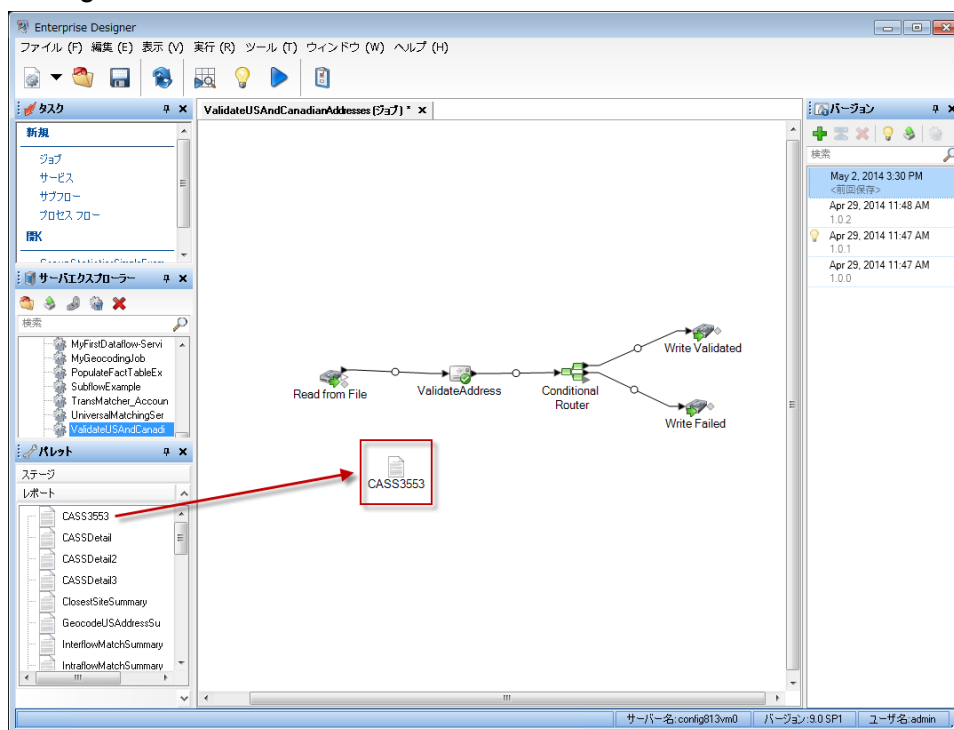 Enterprise Designer
ファイル (F) 編集 (E) 表示 (V) 実行 (R) ツール (T) ウィンドウ (W) ヘルプ (H)
タスク
新規
ジョブ
サービス
サブフロー
プロセス フロー
開K
サーバエクスプローラー
検索
MyFirstDataflow-Servi
MyGeocodingJob
PopulateFactTableEx
SubflowExample
TransMatcher_Accoun
UniversalMatchingSer
ValidateUSAndCanadi
パレット
ステージ
レポート
CASS3553
CASSDetail
CASSDetail2
CASSDetail3
ClosestSiteSummary
GeocodeUSAddressSu
InterflowMatchSummary
IntraflowMatchSummary
ValidateUSAndCanadianAddresses (ジョブ) *
Read from File
ValidateAddress
Conditional
Router
Write Validated
Write Failed
CASS3553
バージョン
検索
May 2, 2014 3:30 PM
<前回保存>
Apr 29, 2014 11:48 AM
1.0.2
Apr 29, 2014 11:47 AM
1.0.1
Apr 29, 2014 11:47 AM
1.0.0
サーバー名: config813vm0 バージョン:9.0 SP1 ユーザ名:admin